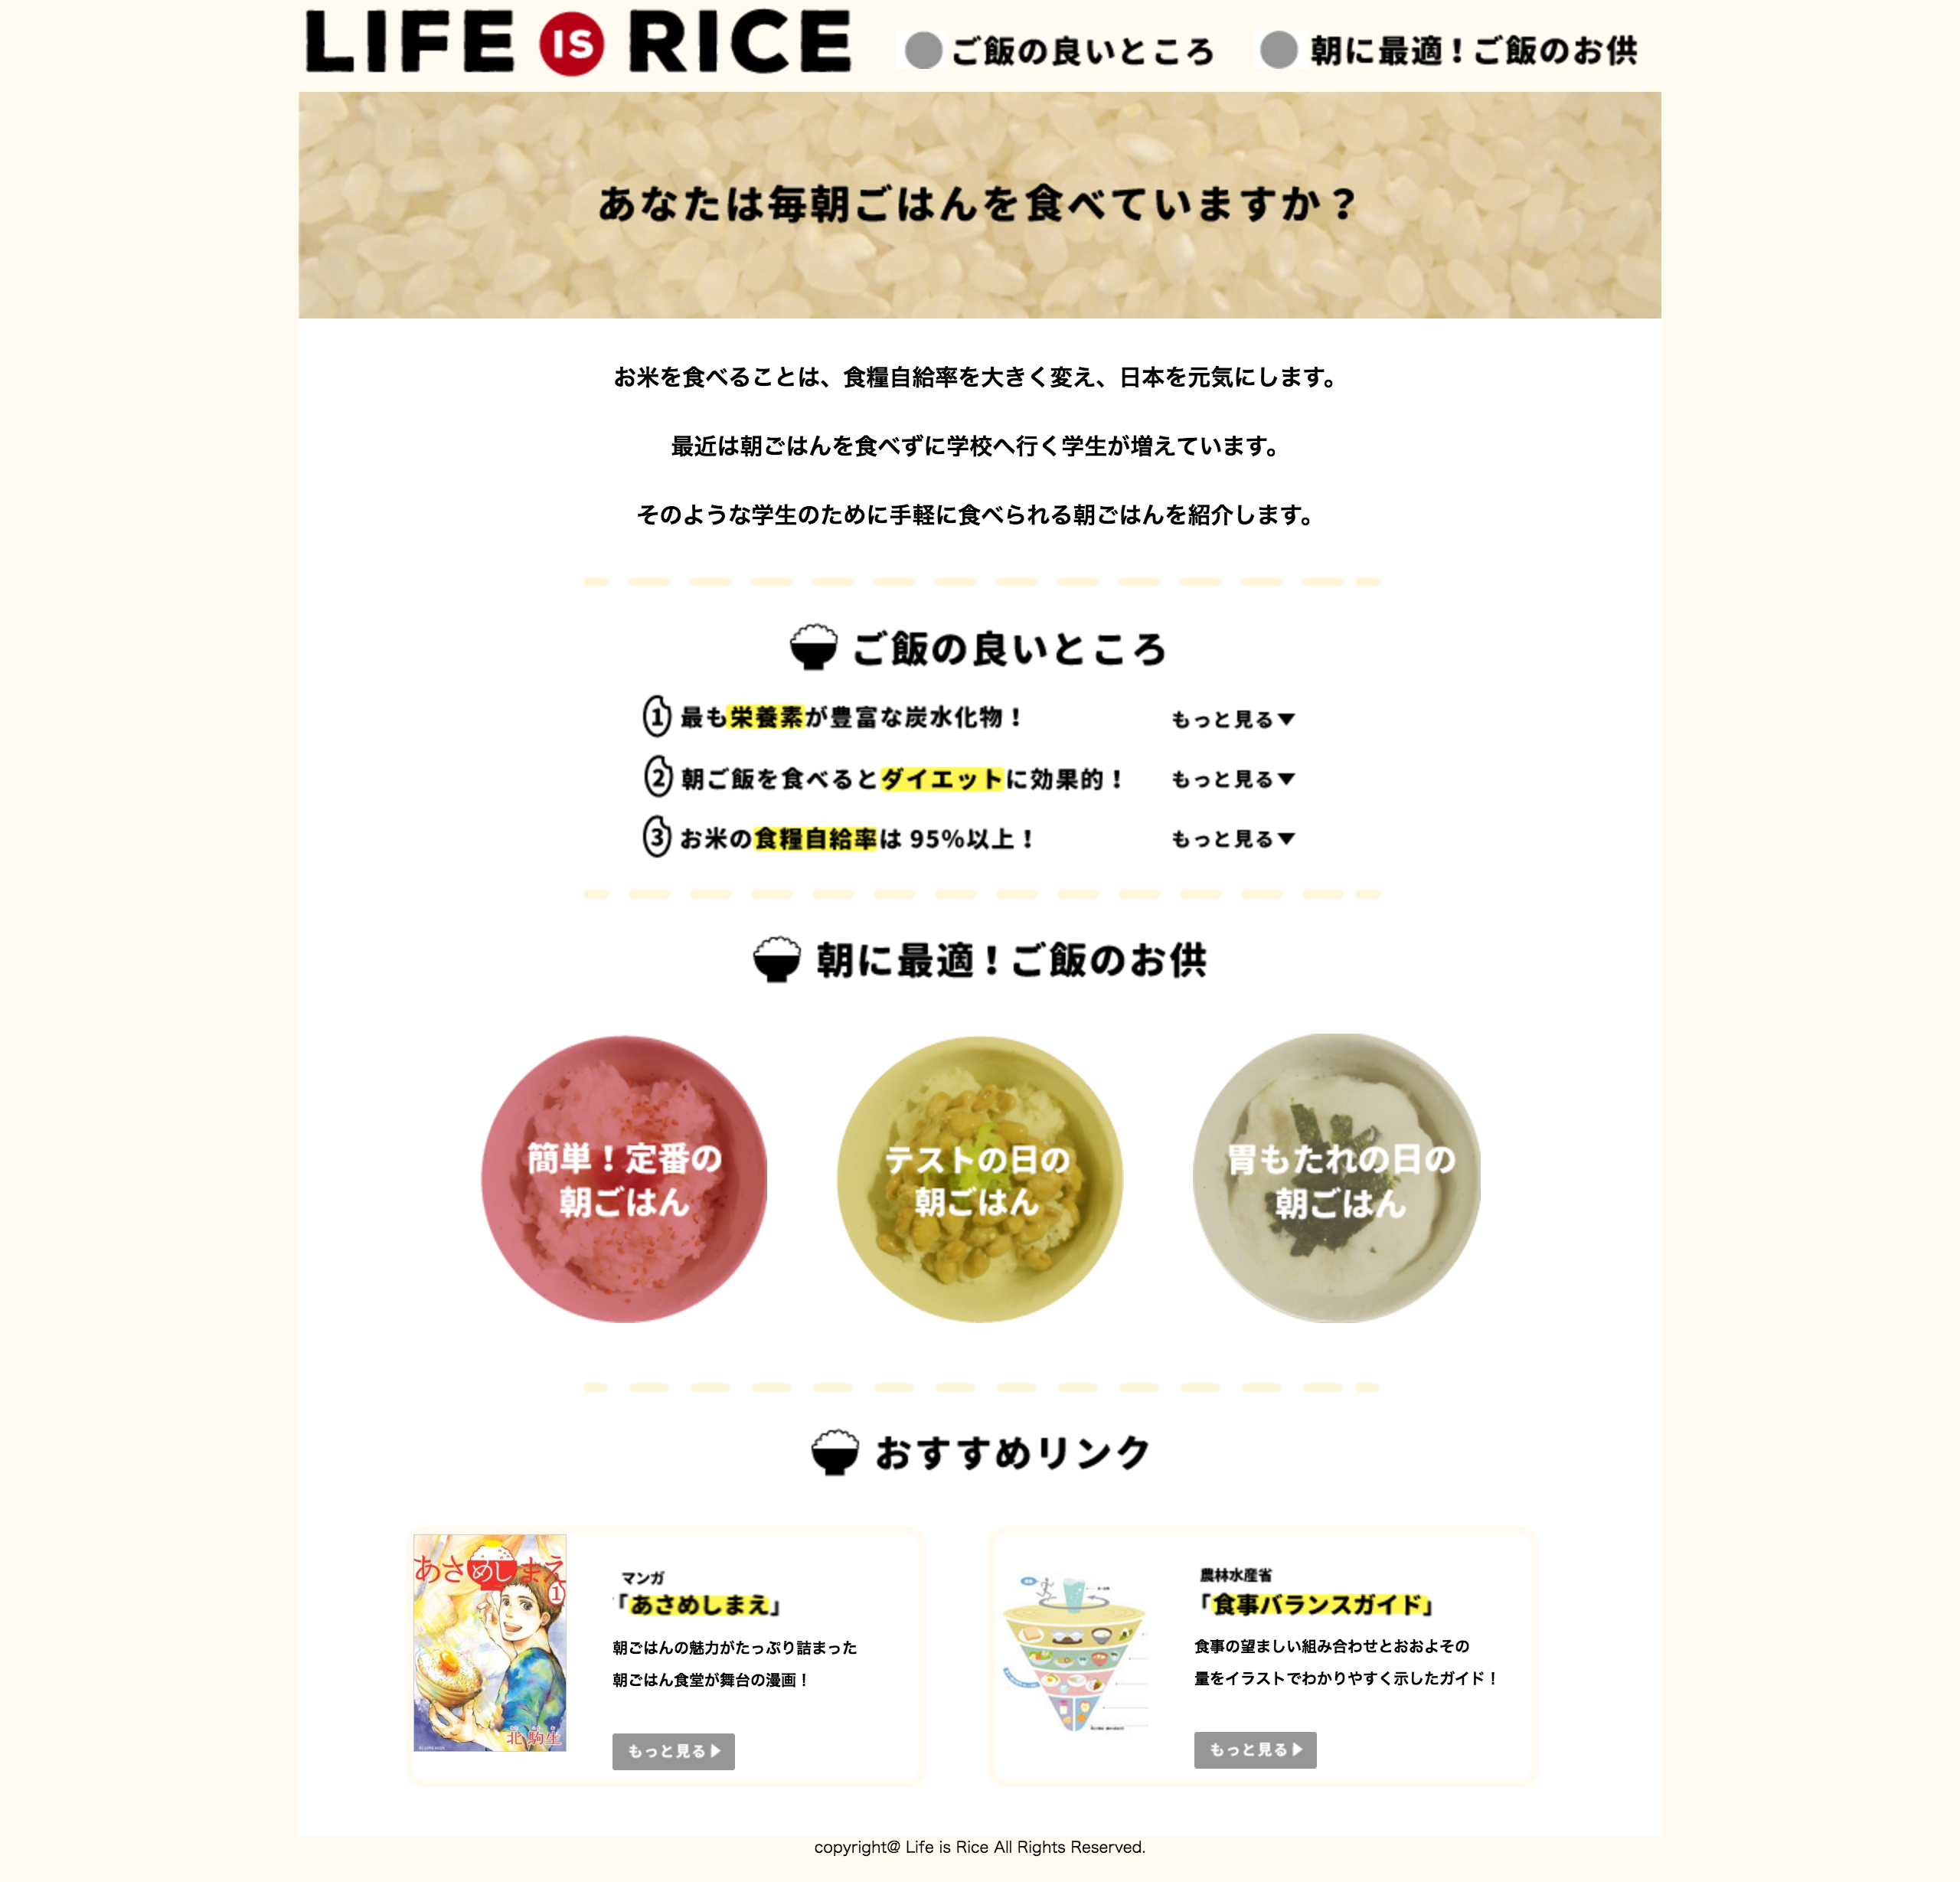 LIFE IS RICE
ご飯の良いところ
朝に最適！ご飯のお供
あなたは毎朝ごはんを食べていますか？
お米を食べることは、食糧自給率を大きく変え、日本を元気にします。
最近は朝ごはんを食べずに学校へ行く学生が増えています。
そのような学生のために手軽に食べられる朝ごはんを紹介します。
ご飯の良いところ
1 最も栄養素が豊富な炭水化物！ もっと見る▼
2 朝ご飯を食べるとダイエットに効果的！ もっと見る▼
3 お米の食糧自給率は 95%以上！ もっと見る▼
朝に最適！ご飯のお供
簡単！定番の
朝ごはん
テストの日の
朝ごはん
胃もたれの日の
朝ごはん
おすすめリンク
あさめしまえ
1
北 駒生
マンガ
「あさめしまえ」
朝ごはんの魅力がたっぷり詰まった
朝ごはん食堂が舞台の漫画！
もっと見る▶
農林水産省
「食事バランスガイド」
食事の望ましい組み合わせとおおよその
量をイラストでわかりやすく示したガイド！
もっと見る▶
copyright@ Life is Rice All Rights Reserved.